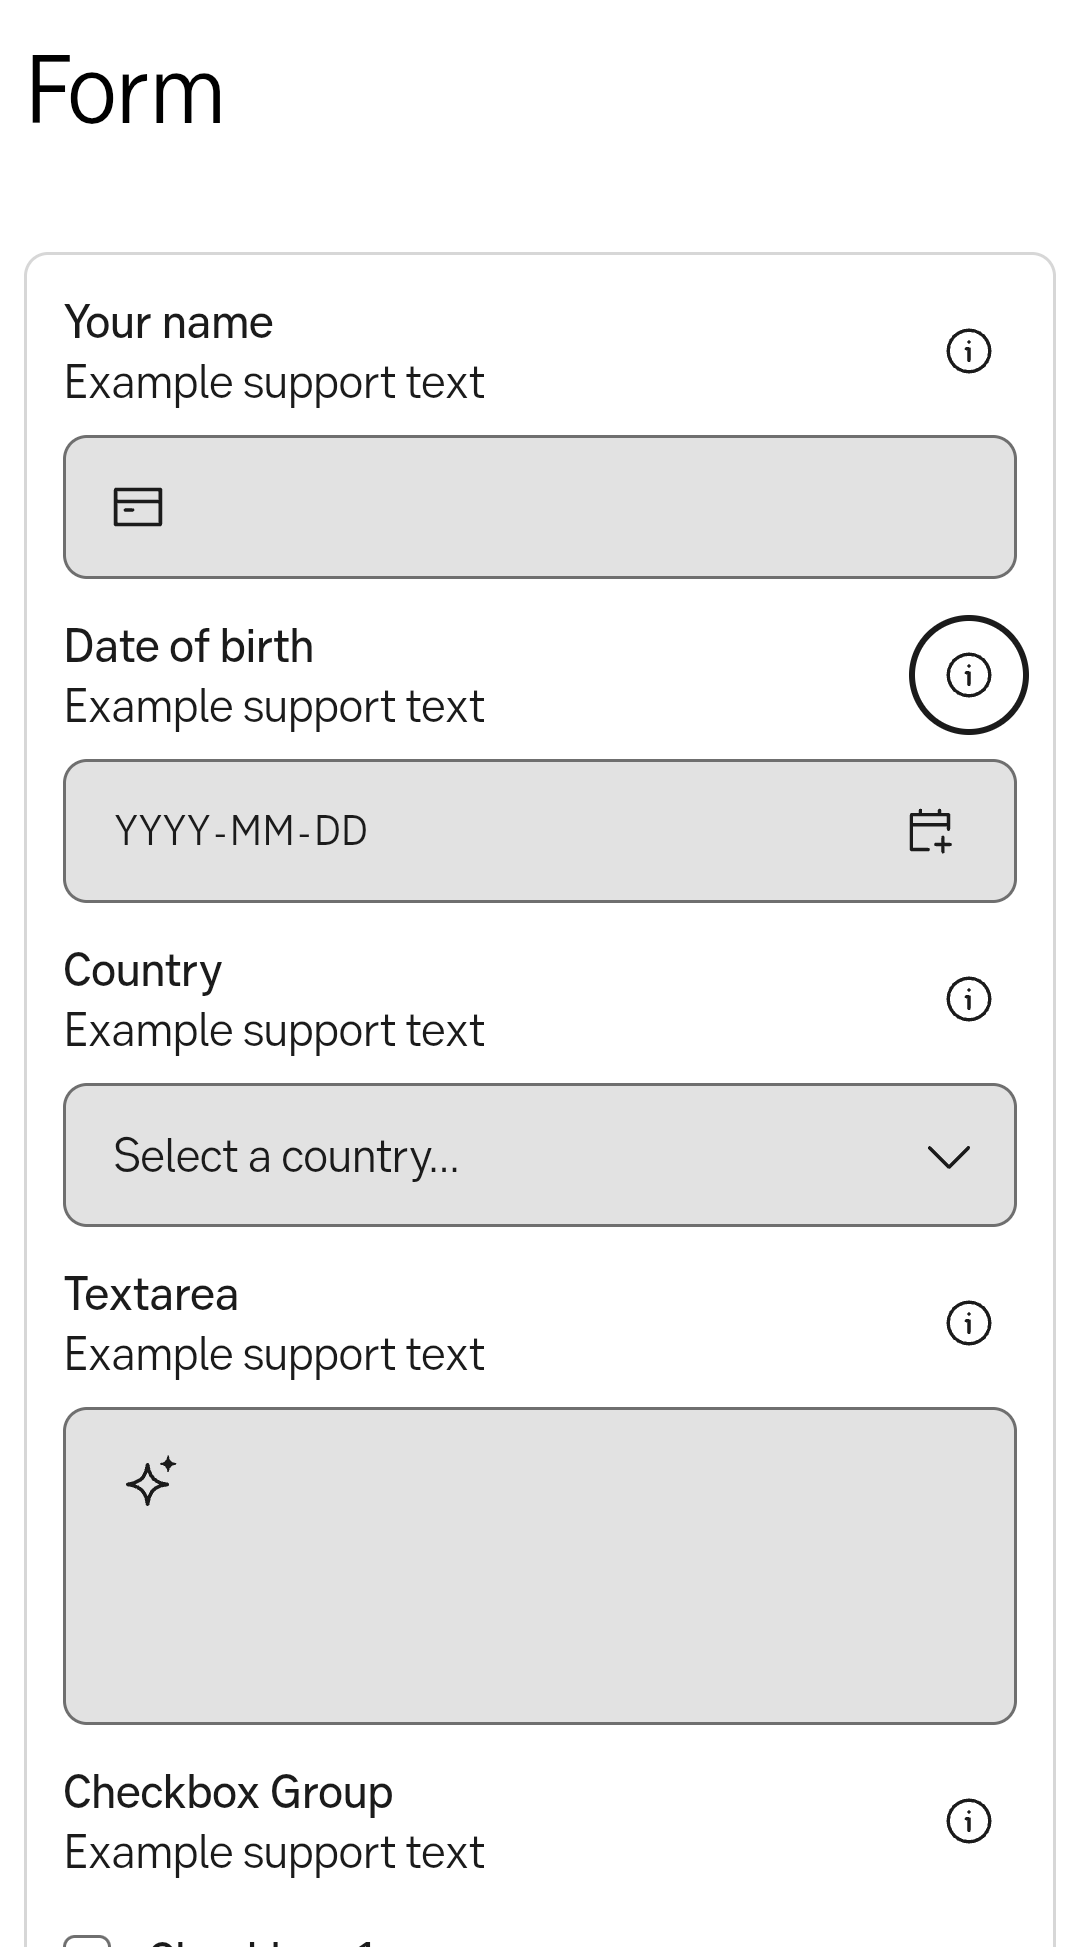 Form
Your name
Example support text
Date of birth
Example support text
YYYY-MM-DD
Country
Example support text
Select a country...
Textarea
Example support text
Checkbox Group
Example support text